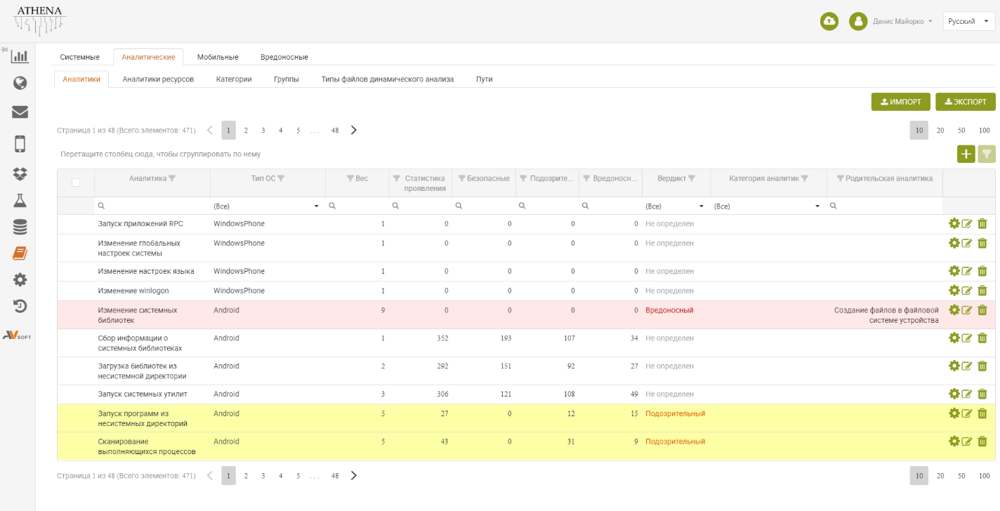 ATHENA
Денис Майорко
Русский
Системные Аналитические Мобильные Вредоносные
Аналитики Аналитики ресурсов Категории Группы Типы файлов динамического анализа Пути
ИМПОРТ ЭКСПОРТ
Страница 1 из 48 (Всего элементов: 471) 1 2 3 4 5 ... 48 10 20 50 100
Перетащите столбец сюда, чтобы сгруппировать по нему
Аналитика Тип ОС Вес Статистика Безопасные Подозрите... Вредоносн... Вердикт Категория аналитик Родительская аналитика
проявления
(Все) (Все) (Все)
Запуск приложений RPC WindowsPhone 1 0 0 0 0 Не определен
Изменение глобальных WindowsPhone 1 0 0 0 0 Не определен
настроек системы
Изменение настроек языка WindowsPhone 1 0 0 0 0 Не определен
Изменение winlogon WindowsPhone 1 0 0 0 0 Не определен
Изменение системных Android 9 0 0 0 0 Вредоносный Создание файлов в файловой
библиотек системе устройства
Сбор информации о Android 1 352 193 107 34 Не определен
системных библиотеках
Загрузка библиотек из Android 2 292 151 92 27 Не определен
несистемной директории
Запуск системных утилит Android 3 306 121 108 49 Не определен
Запуск программ из Android 5 27 0 12 15 Подозрительный
несистемных директорий
Сканирование Android 5 43 0 31 9 Подозрительный
выполняющихся процессов
Страница 1 из 48 (Всего элементов: 471) 1 2 3 4 5 ... 48 10 20 50 100
AVSOFT